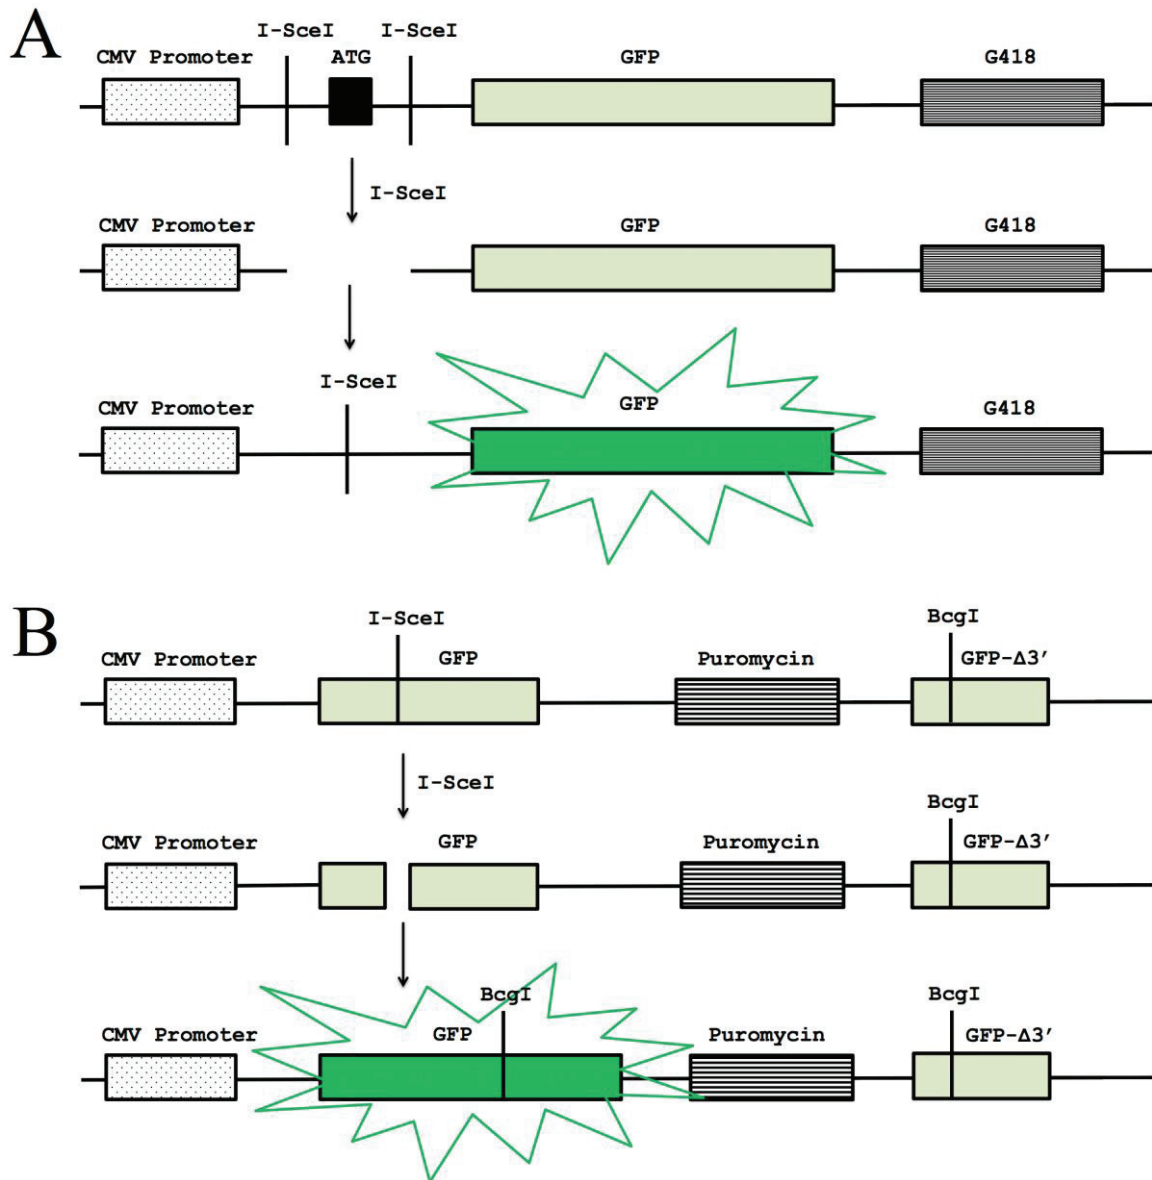 A
I-SceI I-SceI
CMV Promoter ATG GFP G418
I-SceI
CMV Promoter GFP G418
I-SceI
CMV Promoter GFP G418
B
I-SceI BcgI
CMV Promoter GFP Puromycin GFP-Δ3′
I-SceI
BcgI
CMV Promoter GFP Puromycin GFP-Δ3′
BcgI BcgI
CMV Promoter GFP Puromycin GFP-Δ3′